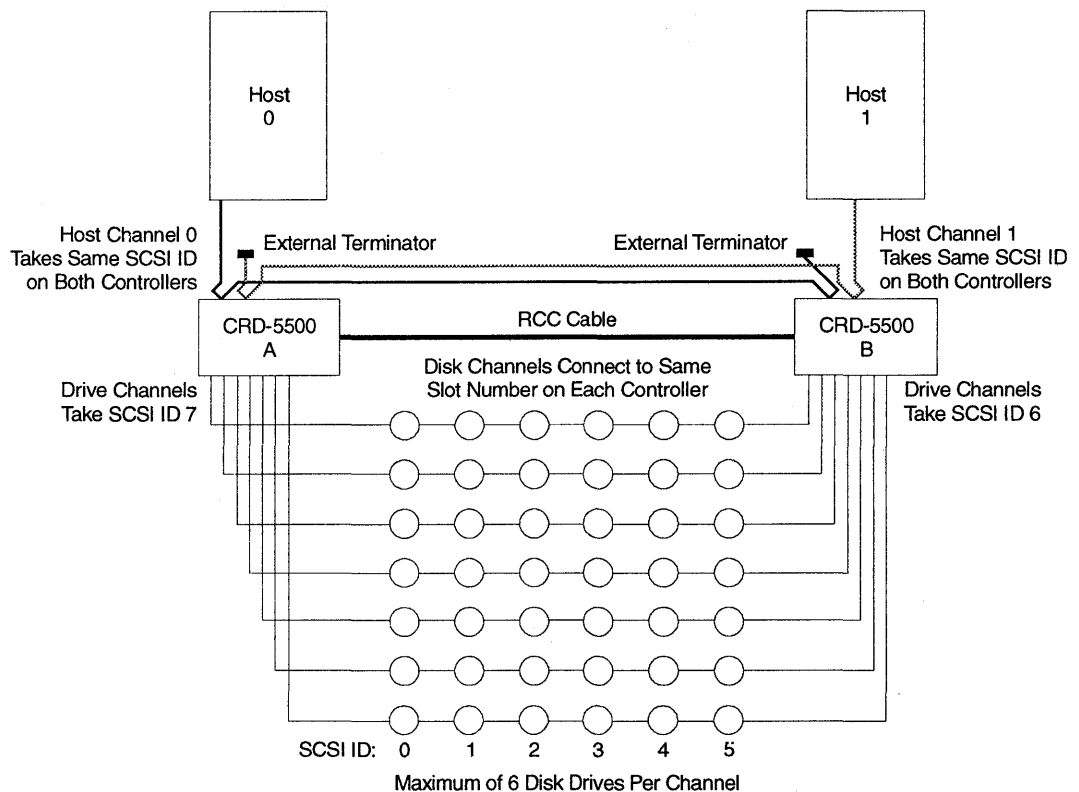 Host
0
Host
1
Host Channel 0
Takes Same SCSI ID
on Both Controllers
External Terminator
External Terminator
Host Channel 1
Takes Same SCSI ID
on Both Controllers
CRD-5500
A
RCC Cable
CRD-5500
B
Drive Channels
Take SCSI ID 7
Disk Channels Connect to Same
Slot Number on Each Controller
Drive Channels
Take SCSI ID 6
SCSI ID: 0 1 2 3 4 5
Maximum of 6 Disk Drives Per Channel